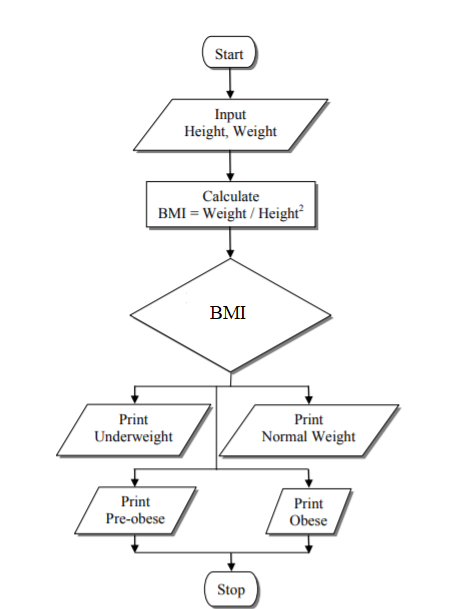 Start
Input
Height, Weight
Calculate
BMI = Weight / Height²
BMI
Print
Underweight
Print
Normal Weight
Print
Pre-obese
Print
Obese
Stop